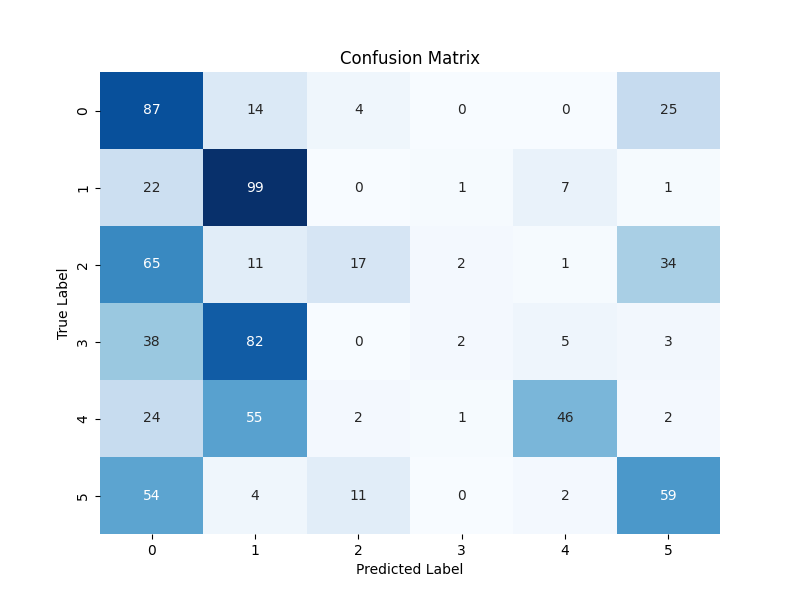 Confusion Matrix
True Label
0 87 14 4 0 0 25
1 22 99 0 1 7 1
2 65 11 17 2 1 34
3 38 82 0 2 5 3
4 24 55 2 1 46 2
5 54 4 11 0 2 59
0 1 2 3 4 5
Predicted Label